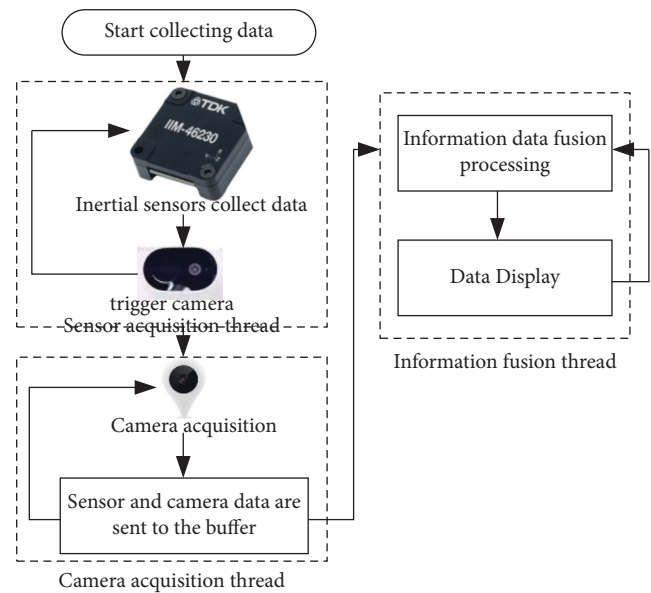 Start collecting data
TDK
IIM-46230
Inertial sensors collect data
trigger camera
Sensor acquisition thread
Camera acquisition
Sensor and camera data are
sent to the buffer
Camera acquisition thread
Information data fusion
processing
Data Display
Information fusion thread